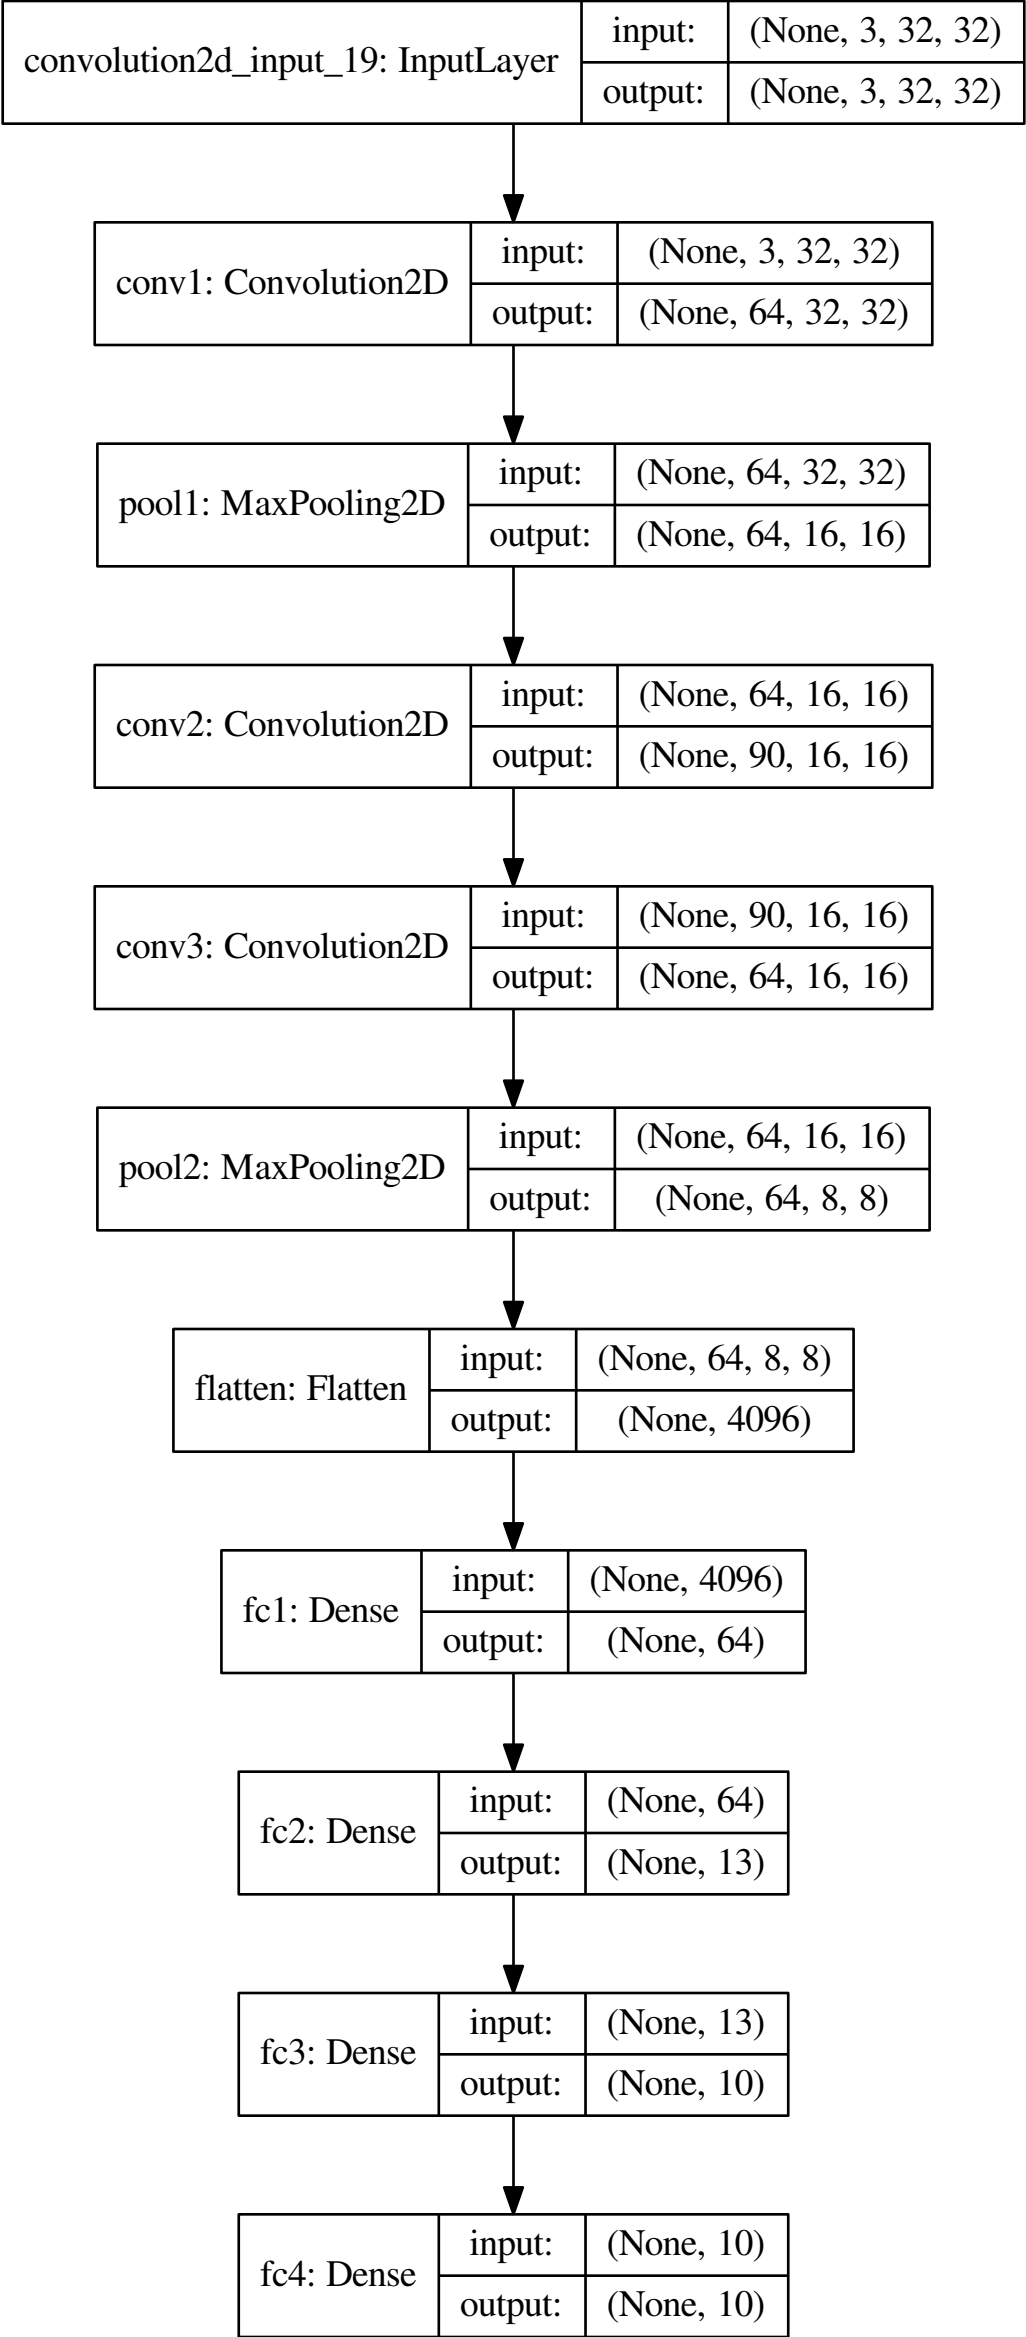 convolution2d_input_19: InputLayer
input: (None, 3, 32, 32)
output: (None, 3, 32, 32)
conv1: Convolution2D
input: (None, 3, 32, 32)
output: (None, 64, 32, 32)
pool1: MaxPooling2D
input: (None, 64, 32, 32)
output: (None, 64, 16, 16)
conv2: Convolution2D
input: (None, 64, 16, 16)
output: (None, 90, 16, 16)
conv3: Convolution2D
input: (None, 90, 16, 16)
output: (None, 64, 16, 16)
pool2: MaxPooling2D
input: (None, 64, 16, 16)
output: (None, 64, 8, 8)
flatten: Flatten
input: (None, 64, 8, 8)
output: (None, 4096)
fc1: Dense
input: (None, 4096)
output: (None, 64)
fc2: Dense
input: (None, 64)
output: (None, 13)
fc3: Dense
input: (None, 13)
output: (None, 10)
fc4: Dense
input: (None, 10)
output: (None, 10)